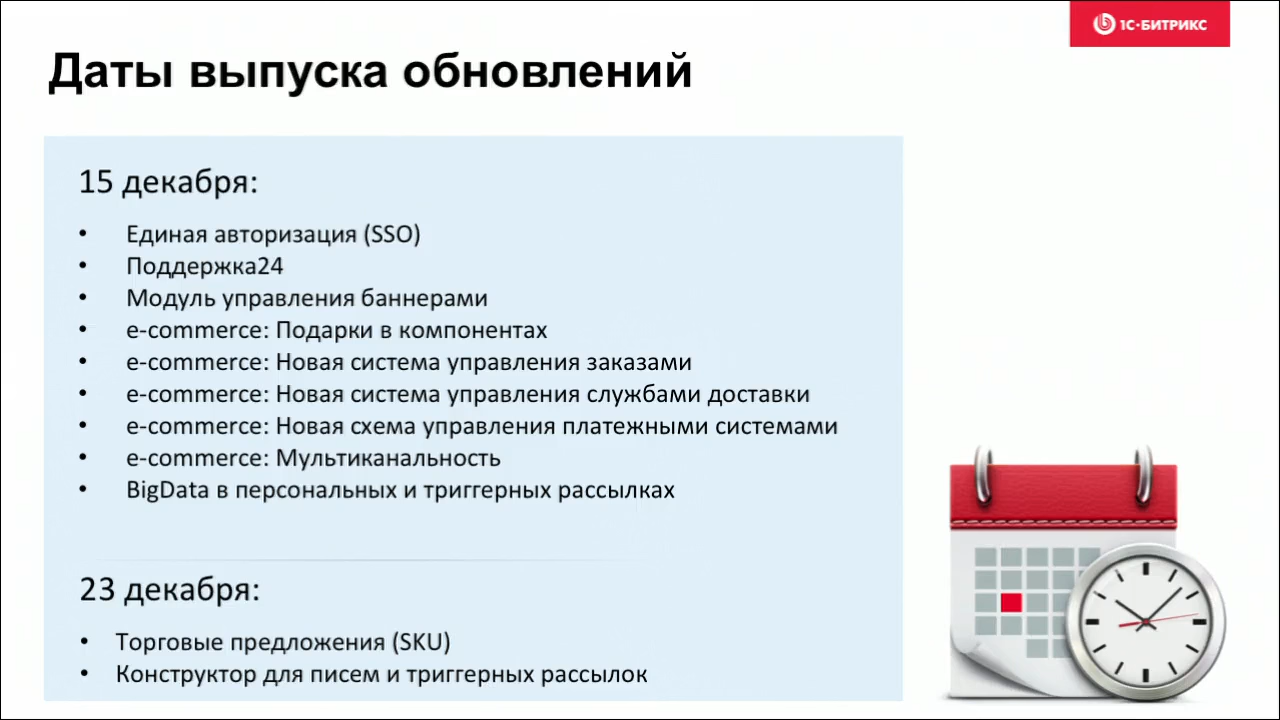 1С·БИТРИКС
Даты выпуска обновлений
15 декабря:
• Единая авторизация (SSO)
• Поддержка24
• Модуль управления баннерами
• e-commerce: Подарки в компонентах
• e-commerce: Новая система управления заказами
• e-commerce: Новая система управления службами доставки
• e-commerce: Новая схема управления платежными системами
• e-commerce: Мультиканальность
• BigData в персональных и триггерных рассылках
23 декабря:
• Торговые предложения (SKU)
• Конструктор для писем и триггерных рассылок